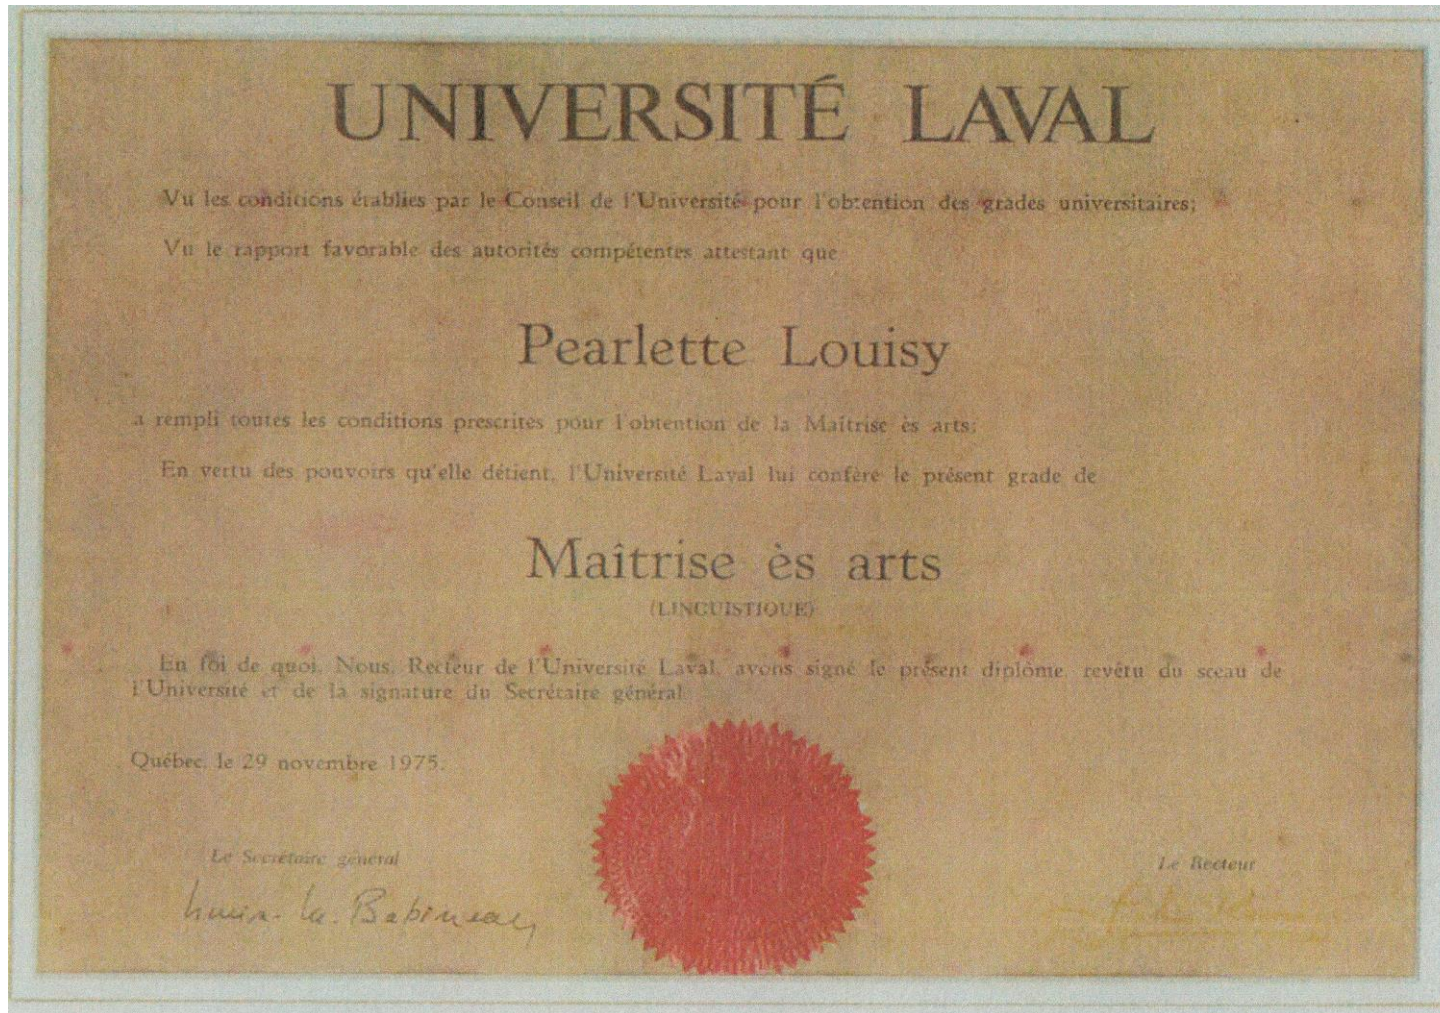 UNIVERSITÉ LAVAL
Vu les conditions établies par le Conseil de l'Université pour l'obtention des grades universitaires;
Vu le rapport favorable des autorités compétentes attestant que
Pearlette Louisy
a rempli toutes les conditions prescrites pour l'obtention de la Maîtrise ès arts;
En vertu des pouvoirs qu'elle détient, l'Université Laval lui confère le présent grade de
Maîtrise ès arts
(LINGUISTIQUE)
En foi de quoi, Nous, Recteur de l'Université Laval, avons signé le présent diplôme, revêtu du sceau de
l'Université et de la signature du Secrétaire général
Québec, le 29 novembre 1975.
Le Secrétaire général
Le Recteur
Babineau